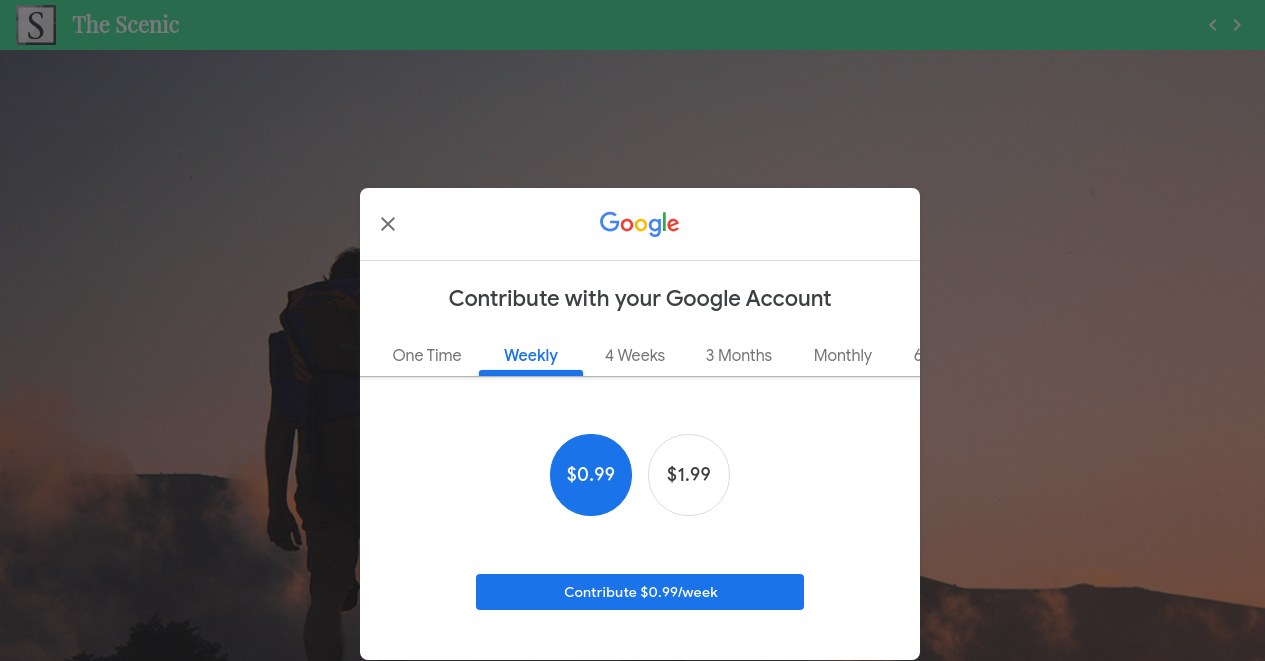 S The Scenic
Google
Contribute with your Google Account
One Time Weekly 4 Weeks 3 Months Monthly
$0.99 $1.99
Contribute $0.99/week